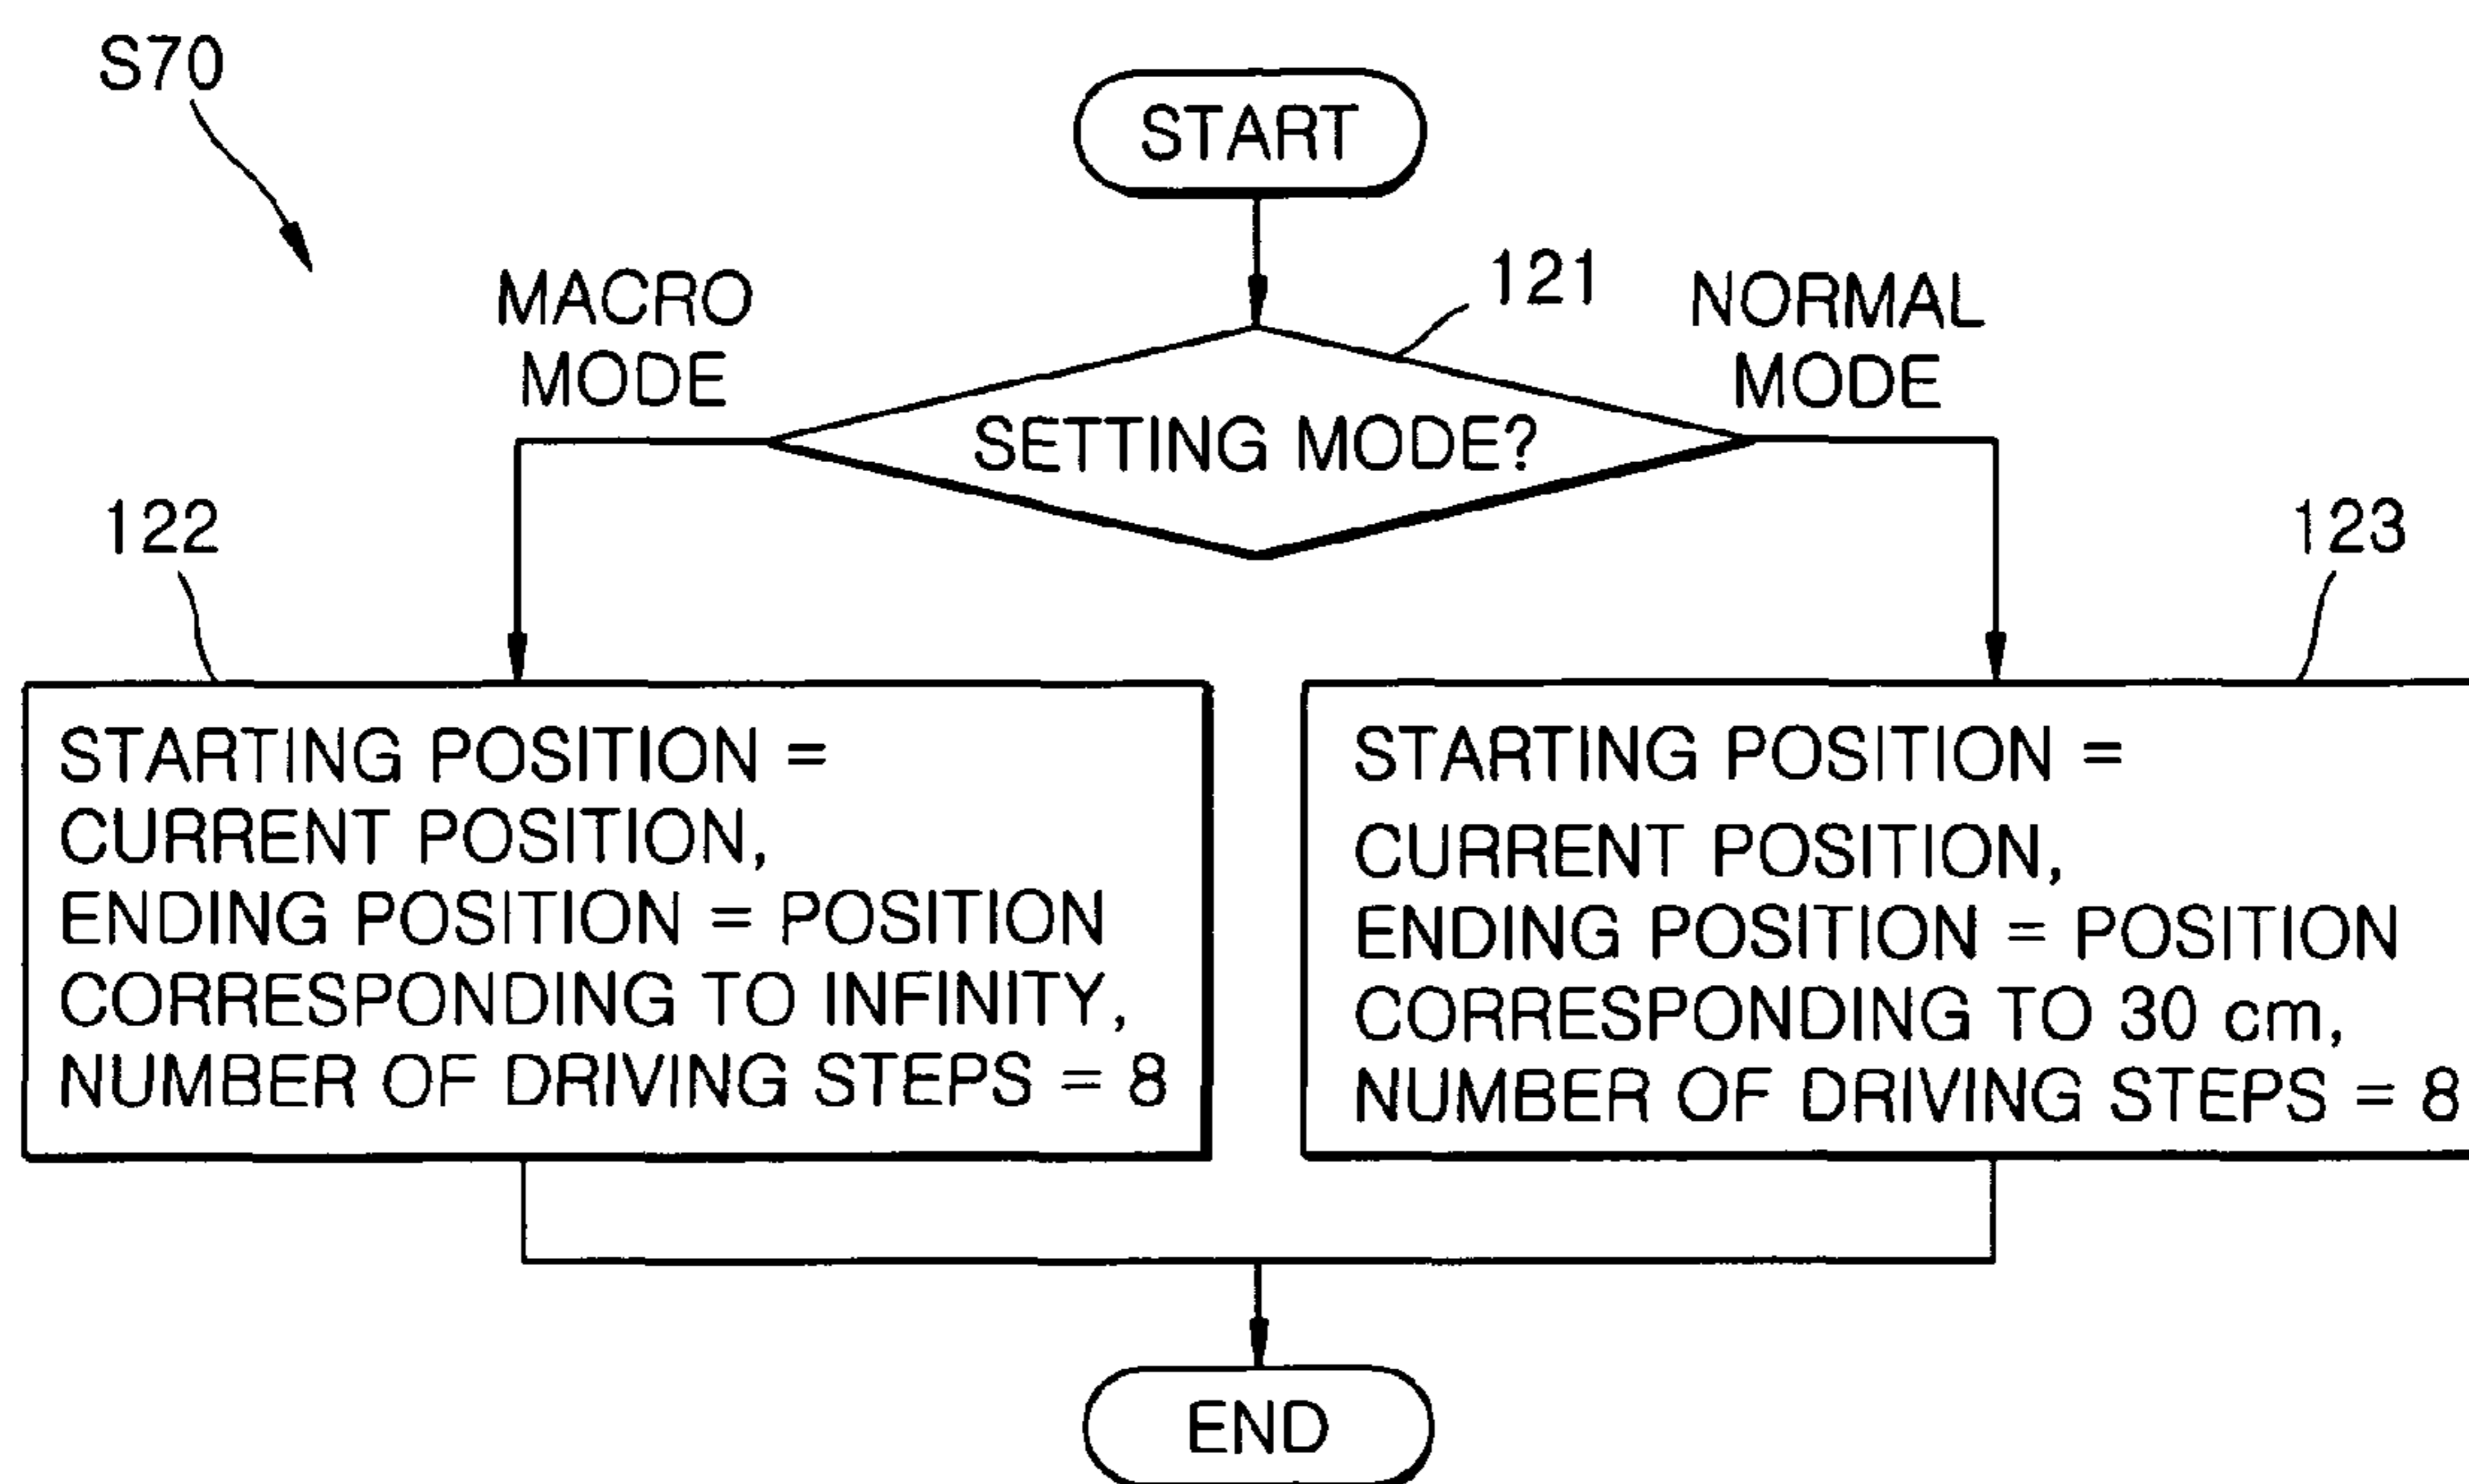 S70
START
121
MACRO
MODE
NORMAL
MODE
SETTING MODE?
122
123
STARTING POSITION =
CURRENT POSITION,
ENDING POSITION = POSITION
CORRESPONDING TO INFINITY,
NUMBER OF DRIVING STEPS = 8
STARTING POSITION =
CURRENT POSITION,
ENDING POSITION = POSITION
CORRESPONDING TO 30 cm,
NUMBER OF DRIVING STEPS = 8
END